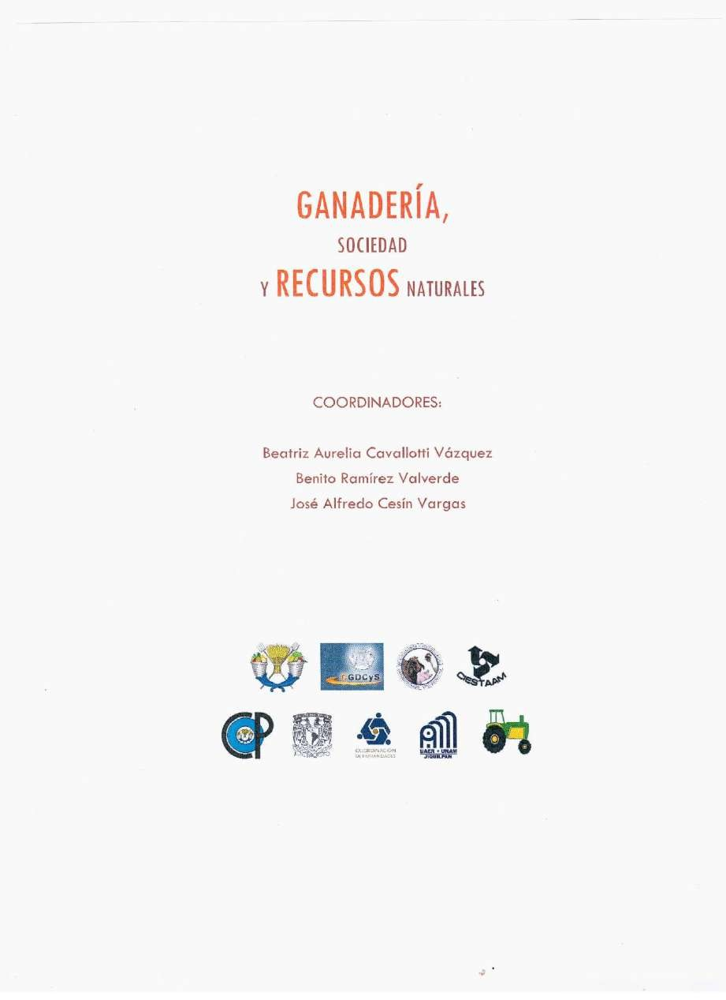 GANADERÍA,
SOCIEDAD
Y RECURSOS NATURALES
COORDINADORES:
Beatriz Aurelia Cavallotti Vázquez
Benito Ramírez Valverde
José Alfredo Cesín Vargas
GDCyS
CIESTAAM
CP
COORDINACIÓN
DE HUMANIDADES
UAER • UNAM
JIQUILPAN